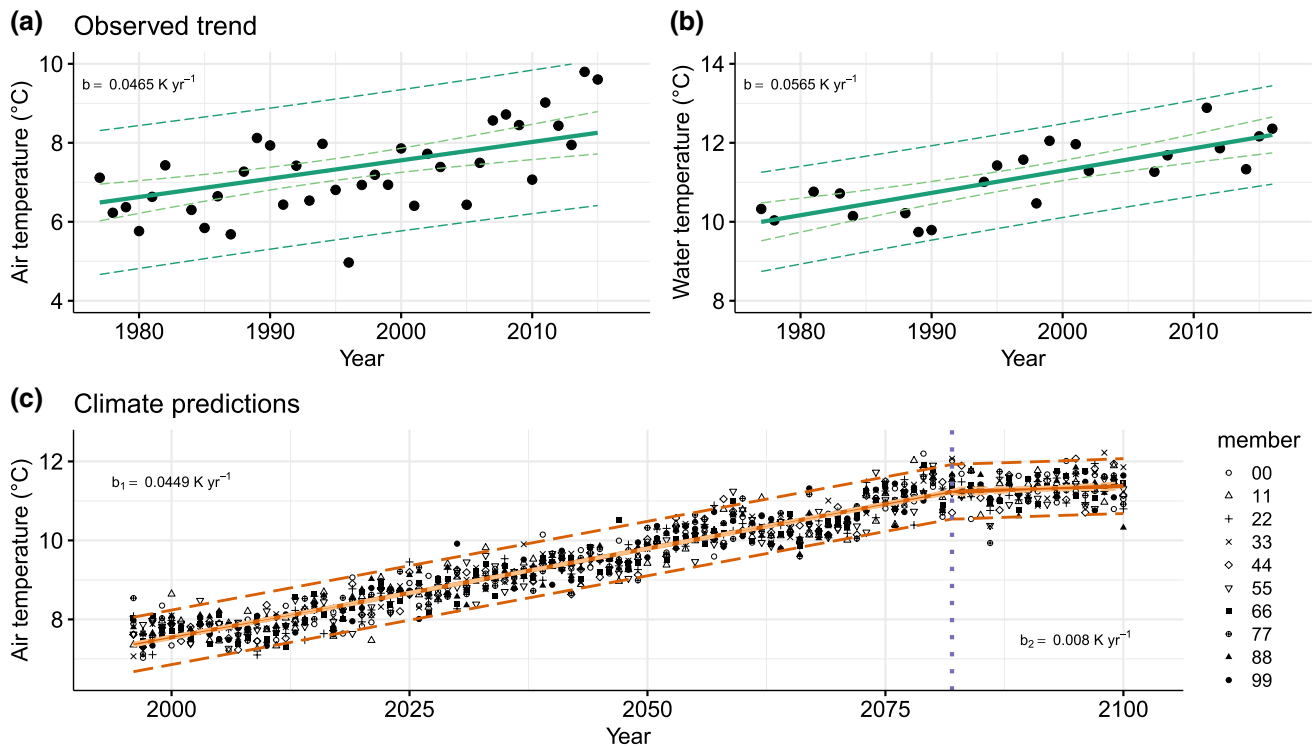 (a) Observed trend
Air temperature (°C)
10
8
6
4
b = 0.0465 K yr⁻¹
1980 1990 2000 2010
Year
(b)
Water temperature (°C)
14
12
10
8
b = 0.0565 K yr⁻¹
1980 1990 2000 2010
Year
(c) Climate predictions
Air temperature (°C)
12
10
8
b₁ = 0.0449 K yr⁻¹
b₂ = 0.008 K yr⁻¹
2000 2025 2050 2075 2100
Year
member
00
11
22
33
44
55
66
77
88
99